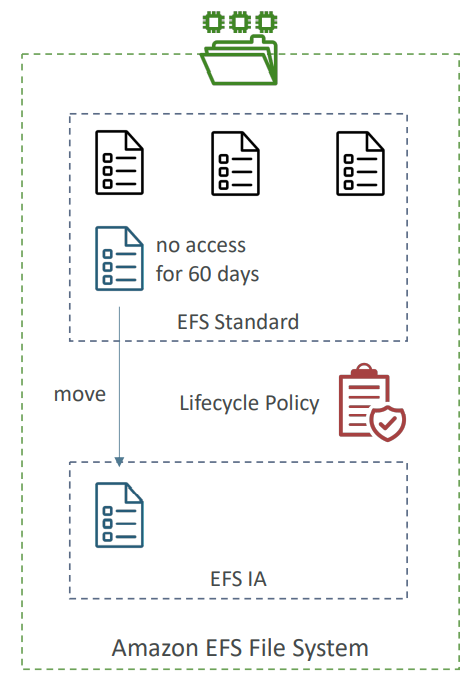 no access
for 60 days
EFS Standard
move
Lifecycle Policy
EFS IA
Amazon EFS File System